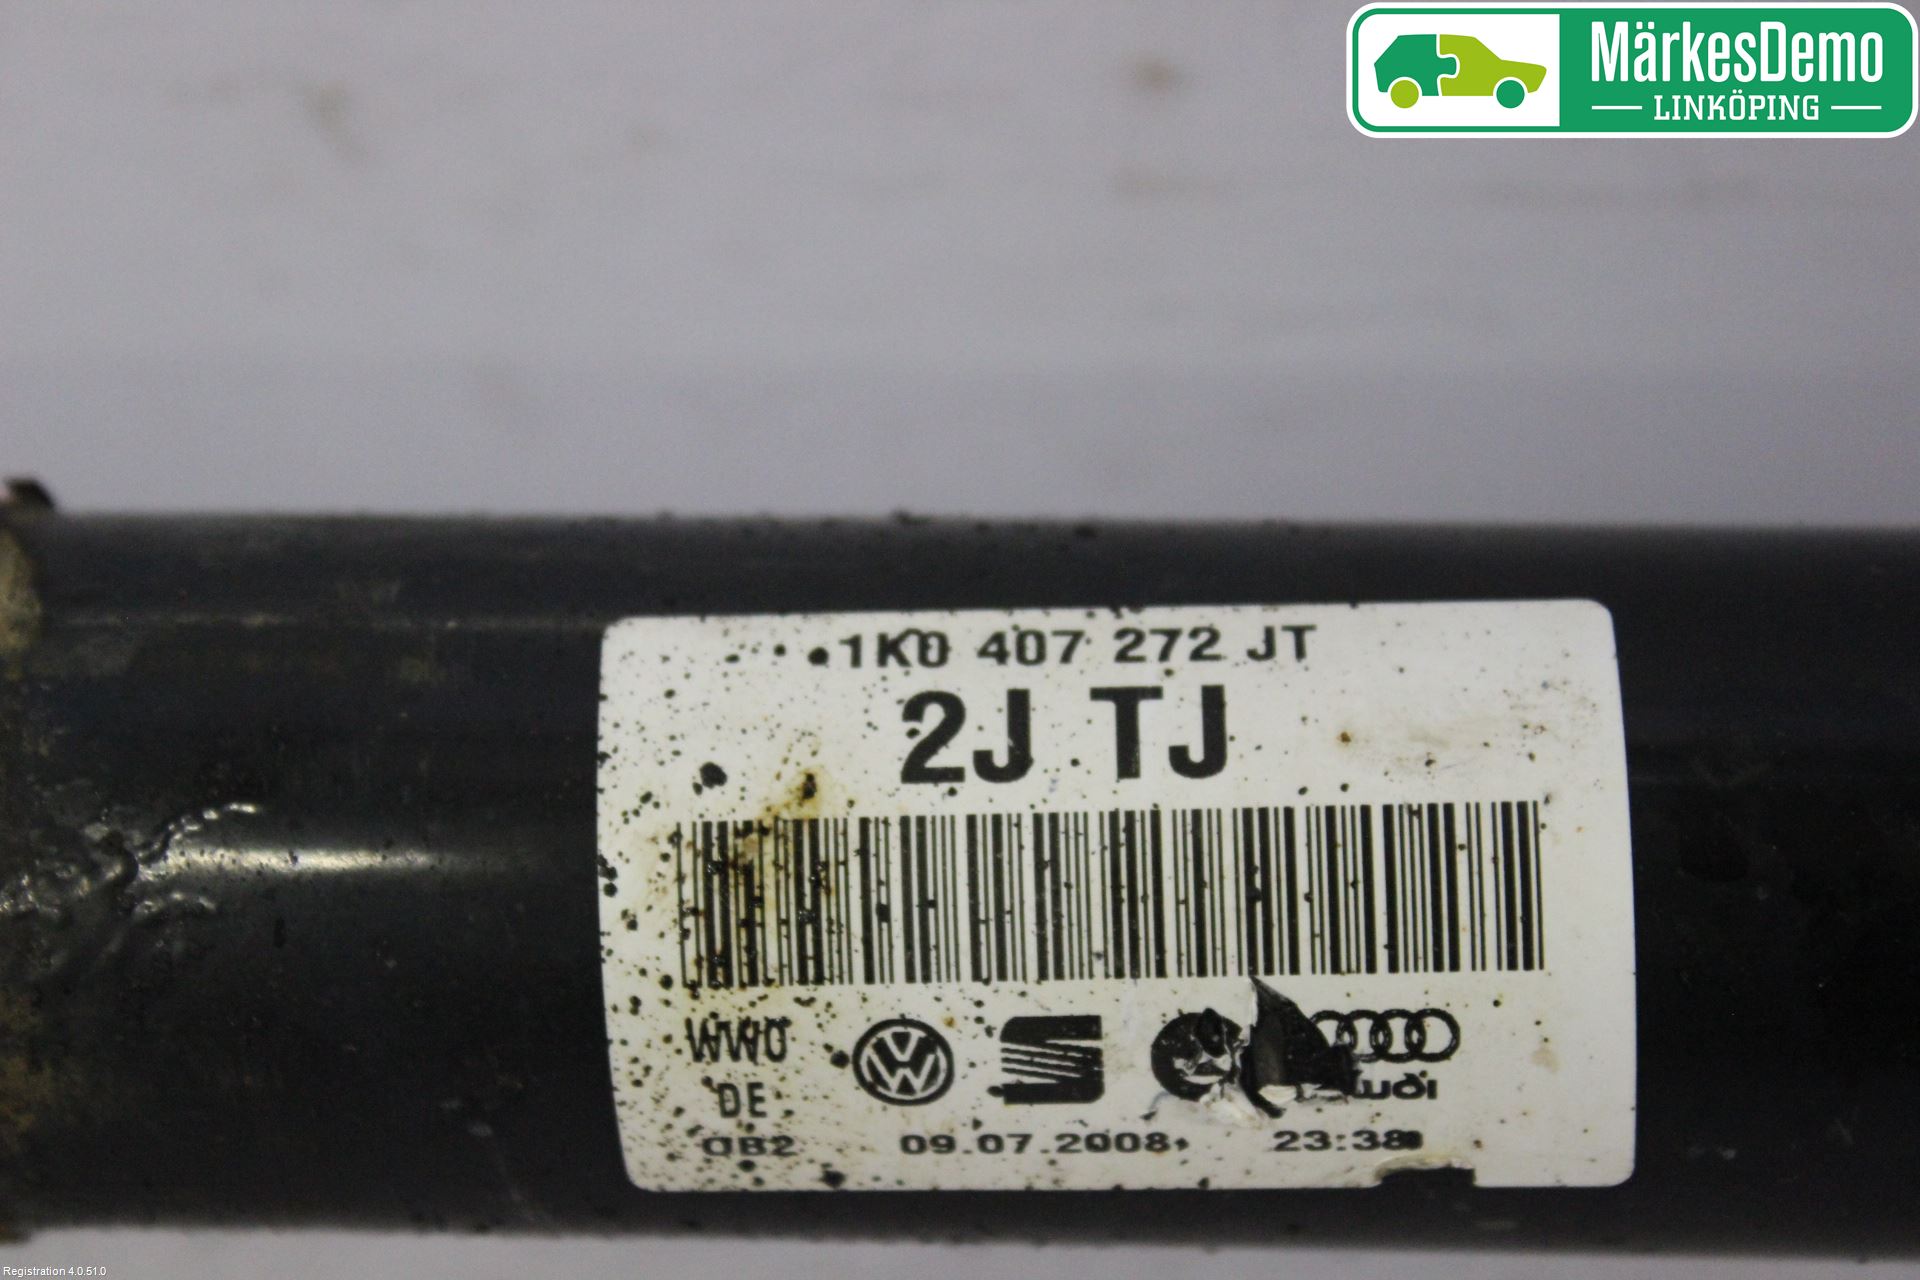 MärkesDemo
LINKÖPING
1K0 407 272 JT
2J TJ
WW0
DE
OB2 09.07.2008 23:38
Audi
Registration 4.0.51.0